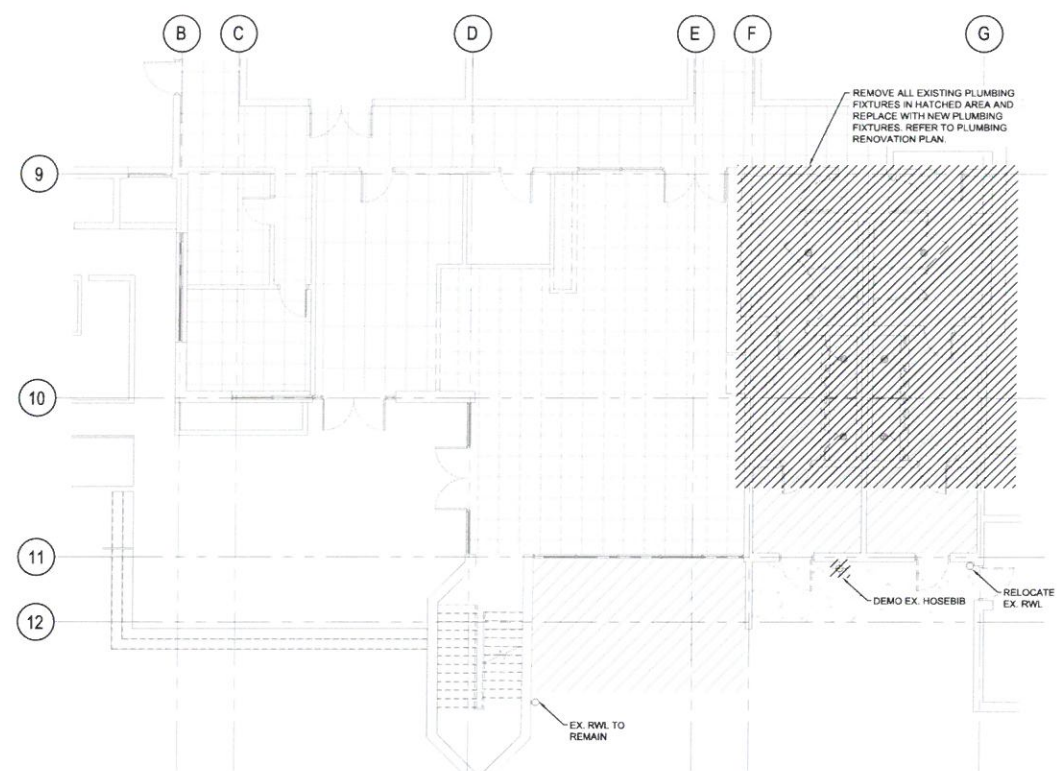 B
C
D
E
F
G
REMOVE ALL EXISTING PLUMBING
FIXTURES IN HATCHED AREA AND
REPLACE WITH NEW PLUMBING
FIXTURES. REFER TO PLUMBING
RENOVATION PLAN.
9
10
11
RELOCATE
EX. RWL
DEMO EX. HOSEBIB
12
EX. RWL TO
REMAIN